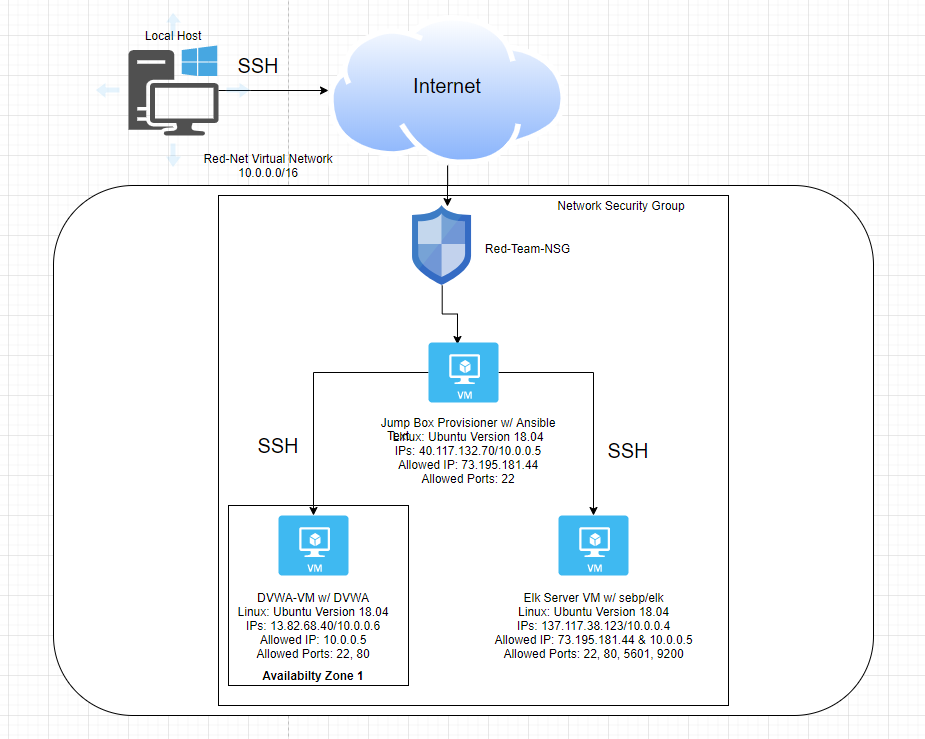 Local Host
SSH
Internet
Red-Net Virtual Network
10.0.0.0/16
Network Security Group
Red-Team-NSG
VM
Jump Box Provisioner w/ Ansible
Text
Linux: Ubuntu Version 18.04
IPs: 40.117.132.70/10.0.0.5
Allowed IP: 73.195.181.44
Allowed Ports: 22
SSH
SSH
VM
DVWA-VM w/ DVWA
Linux: Ubuntu Version 18.04
IPs: 13.82.68.40/10.0.0.6
Allowed IP: 10.0.0.5
Allowed Ports: 22, 80
Availabilty Zone 1
VM
Elk Server VM w/ sebp/elk
Linux: Ubuntu Version 18.04
IPs: 137.117.38.123/10.0.0.4
Allowed IP: 73.195.181.44 & 10.0.0.5
Allowed Ports: 22, 80, 5601, 9200